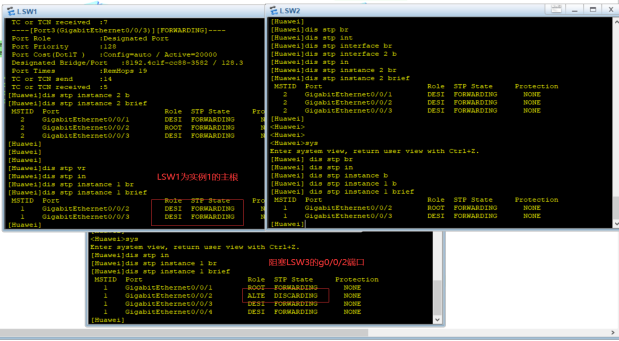 LSW1
TC or TCN received  :7
----[Port3(GigabitEthernet0/0/3)][FORWARDING]----
Port Role           :Designated Port
Port Priority       :128
Port Cost(Dot1T )   :Config=auto / Active=20000
Designated Bridge/Port   :8192.4c1f-cc88-3582 / 128.3
Port Times          :RemHops 19
TC or TCN send      :14
TC or TCN received  :5
[Huawei]dis stp instance 2 b
[Huawei]dis stp instance 2 brief
MSTID  Port                        Role  STP State     Pro
2    GigabitEthernet0/0/1        DESI  FORWARDING      N
2    GigabitEthernet0/0/2        ROOT  FORWARDING      N
2    GigabitEthernet0/0/3        DESI  FORWARDING      N
[Huawei]
[Huawei]
[Huawei]
[Huawei]dis stp vr
[Huawei]dis stp in
[Huawei]dis stp instance 1 br
[Huawei]dis stp instance 1 brief
LSW1为实例1的主根
MSTID  Port                        Role  STP State     Pro
1    GigabitEthernet0/0/2        DESI  FORWARDING
1    GigabitEthernet0/0/3        DESI  FORWARDING
[Huawei]
LSW2
[Huawei]
[Huawei]dis stp br
[Huawei]dis stp int
[Huawei]dis stp interface br
[Huawei]dis stp interface 2 b
[Huawei]dis stp in
[Huawei]dis stp instance 2 br
[Huawei]dis stp instance 2 brief
MSTID  Port                        Role  STP State     Protection
2    GigabitEthernet0/0/1        DESI  FORWARDING      NONE
2    GigabitEthernet0/0/2        DESI  FORWARDING      NONE
2    GigabitEthernet0/0/3        DESI  FORWARDING      NONE
[Huawei]
<Huawei>
<Huawei>
<Huawei>sys
Enter system view, return user view with Ctrl+Z.
[Huawei] dis stp br
[Huawei] dis stp in
[Huawei] dis stp instance b
[Huawei] dis stp instance 1 b
[Huawei] dis stp instance 1 brief
MSTID  Port                        Role  STP State     Protection
1    GigabitEthernet0/0/2        ROOT  FORWARDING      NONE
1    GigabitEthernet0/0/3        DESI  FORWARDING      NONE
[Huawei]
<Huawei>sys
Enter system view, return user view with Ctrl+Z.
[Huawei]dis stp in
[Huawei]dis stp instance 1 br
[Huawei]dis stp instance 1 brief
阻塞LSW3的g0/0/2端口
MSTID  Port                        Role  STP State     Protection
1    GigabitEthernet0/0/1        ROOT  FORWARDING      NONE
1    GigabitEthernet0/0/2        ALTE  DISCARDING      NONE
1    GigabitEthernet0/0/3        DESI  FORWARDING      NONE
1    GigabitEthernet0/0/4        DESI  FORWARDING      NONE
[Huawei]